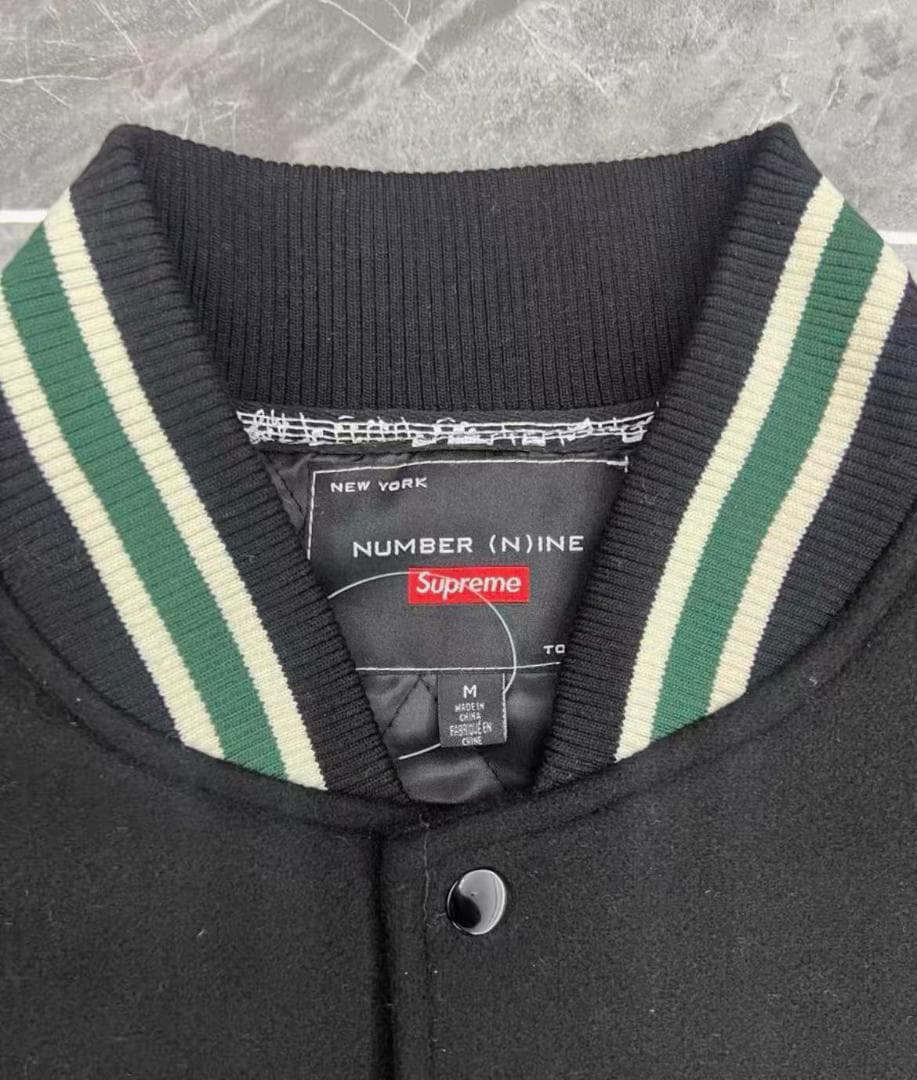 NEW YORK
NUMBER (N)INE
Supreme
TO
M
MADE IN
CHINA
FABRIQUÉ EN
CHINE